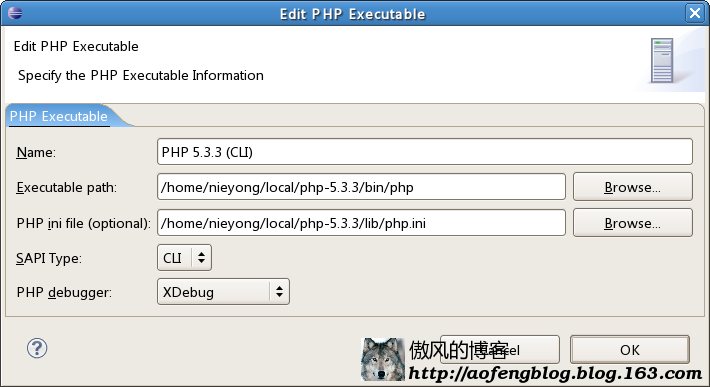 Edit PHP Executable
Edit PHP Executable
Specify the PHP Executable Information
PHP Executable
Name: PHP 5.3.3 (CLI)
Executable path: /home/nieyong/local/php-5.3.3/bin/php Browse...
PHP ini file (optional): /home/nieyong/local/php-5.3.3/lib/php.ini Browse...
SAPI Type: CLI
PHP debugger: XDebug
? Cancel OK
傲风的博客
http://aofengblog.blog.163.com